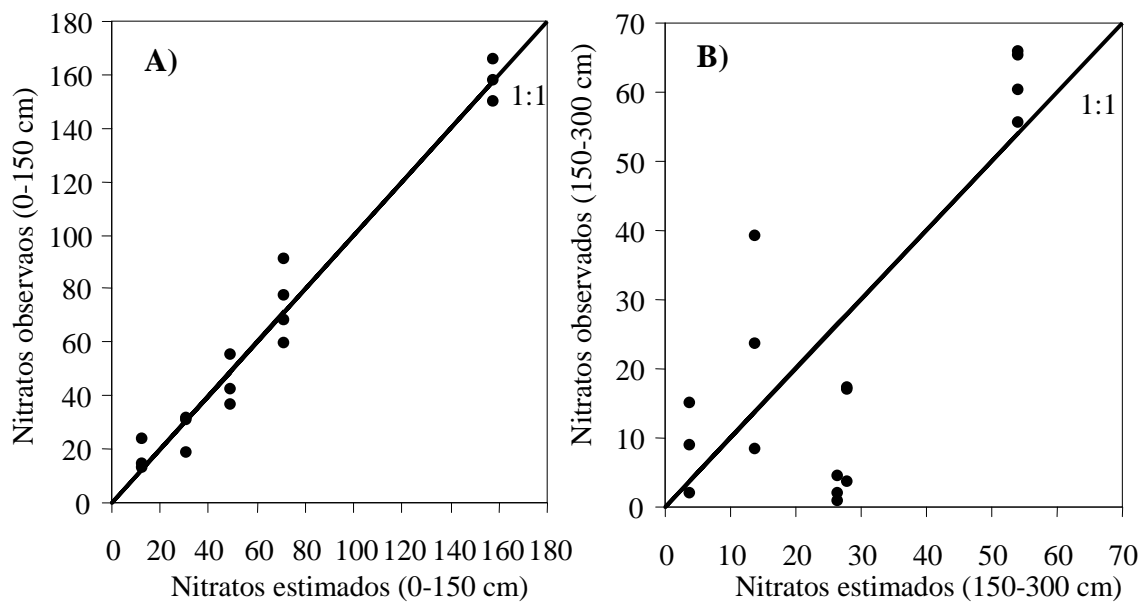 A)
180
160
140
120
100
80
60
40
20
0
1:1
0 20 40 60 80 100 120 140 160 180
Nitratos observaos (0-150 cm)
Nitratos estimados (0-150 cm)
B)
70
60
50
40
30
20
10
0
1:1
0 10 20 30 40 50 60 70
Nitratos observados (150-300 cm)
Nitratos estimados (150-300 cm)